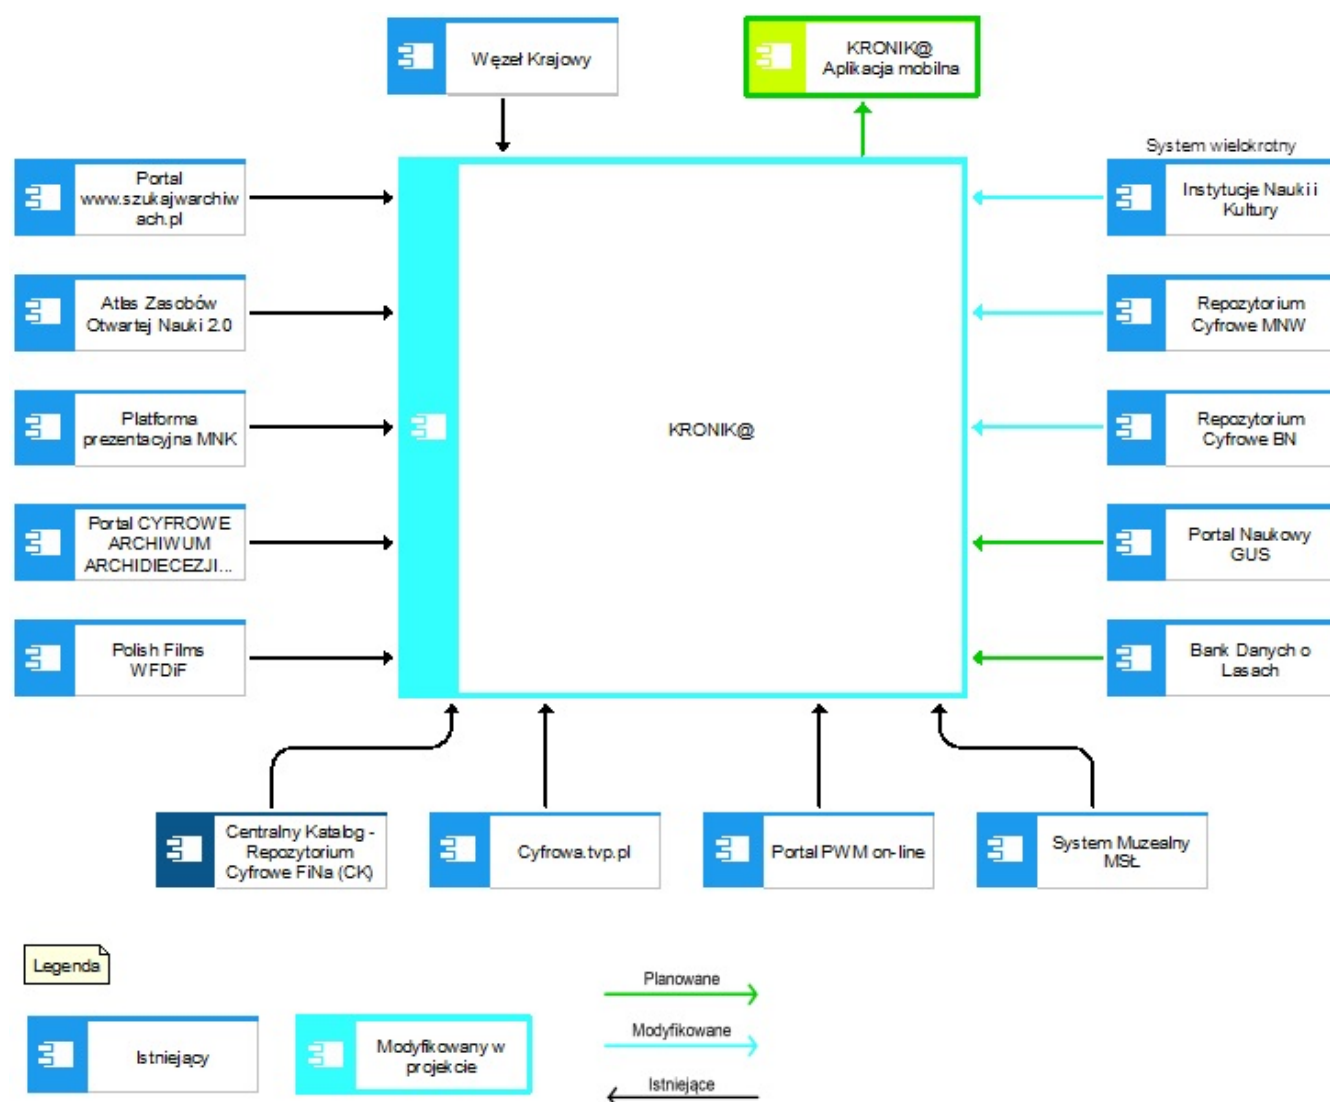 Węzeł Krajowy
KRONIK@
Aplikacja mobilna
System wielokrotny
Portal
www.szukajwarchiw
ach.pl
Instytucje Nauki i
Kultury
Atlas Zasobów
Otwartej Nauki 2.0
Repozytorium
Cyfrowe MNW
Platforma
prezentacyjna MNK
KRONIK@
Repozytorium
Cyfrowe BN
Portal CYFROWE
ARCHIWUM
ARCHIDIECEZJI...
Portal Naukowy
GUS
Polish Films
WFDiF
Bank Danych o
Lasach
Centralny Katalog -
Repozytorium
Cyfrowe FiNa (CK)
Cyfrowa.tvp.pl
Portal PWM on-line
System Muzealny
MSŁ
Legenda
Planowane
Modyfikowane
Istniejące
Istniejący
Modyfikowany w
projekcie